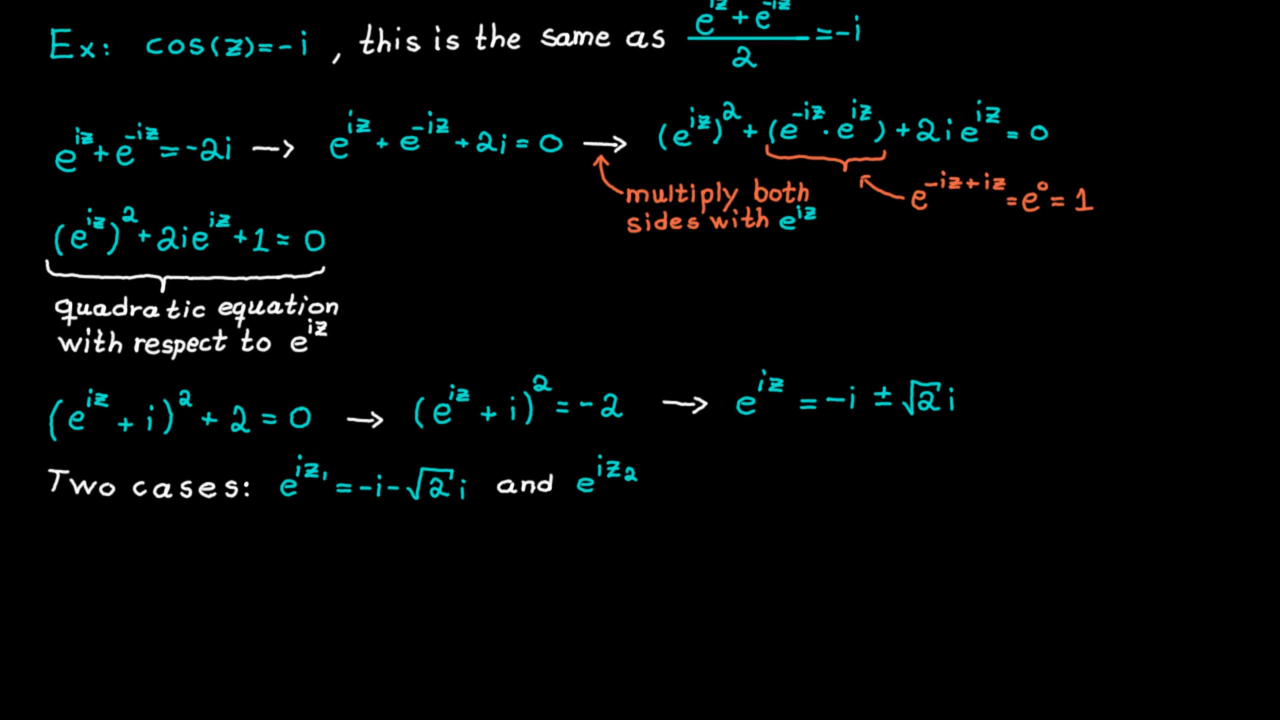 Ex: cos(z)=-i , this is the same as (e^{iz}+e^{-iz})/2=-i
e^{iz}+e^{-iz}=-2i → e^{iz}+e^{-iz}+2i=0 → (e^{iz})^2+(e^{-iz}·e^{iz})+2ie^{iz}=0
multiply both
sides with e^{iz}
e^{-iz+iz}=e^0=1
(e^{iz})^2+2ie^{iz}+1=0
quadratic equation
with respect to e^{iz}
(e^{iz}+i)^2+2=0 → (e^{iz}+i)^2=-2 → e^{iz}=-i±√2i
Two cases: e^{iz_1}=-i-√2i and e^{iz_2}